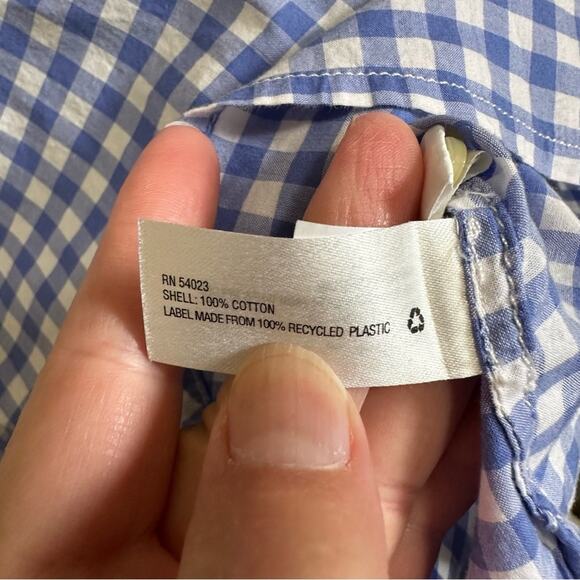 RN 54023
SHELL: 100% COTTON
LABEL MADE FROM 100% RECYCLED PLASTIC